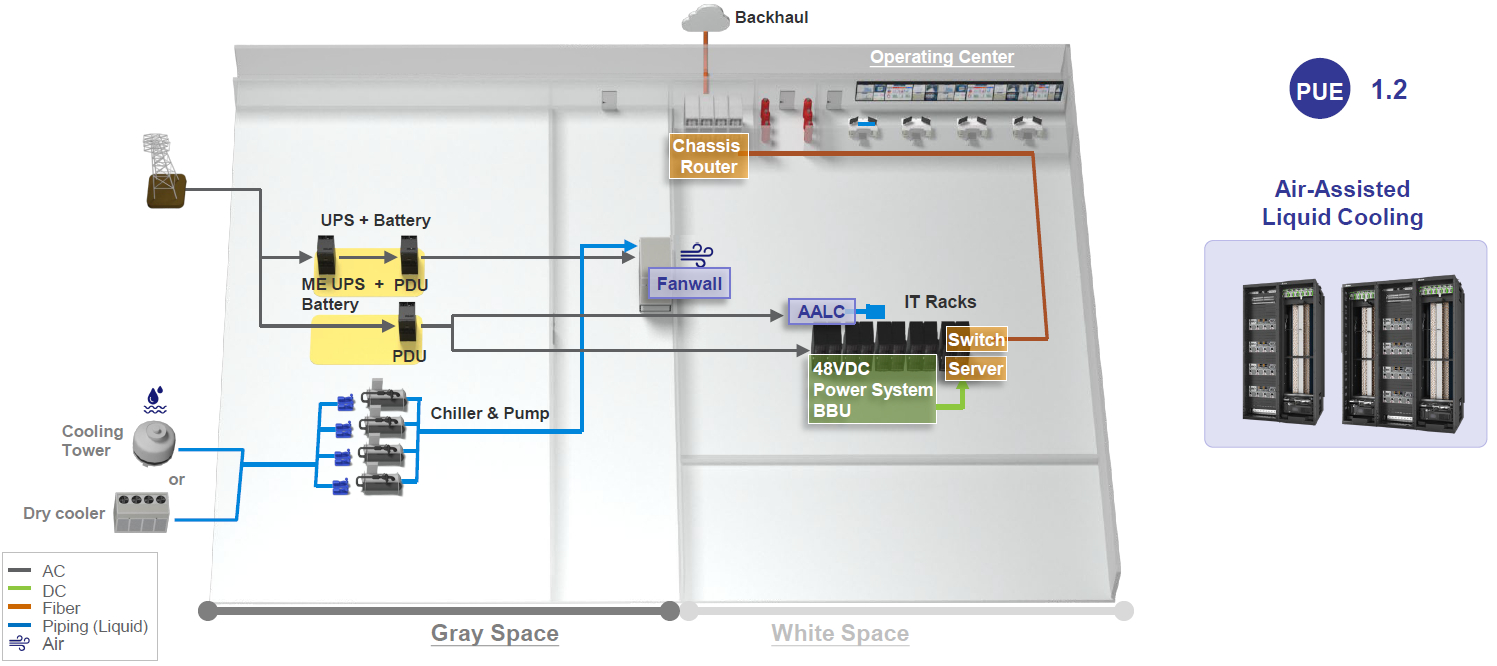 Backhaul
Operating Center
PUE 1.2
Chassis
Router
Air-Assisted
Liquid Cooling
UPS + Battery
ME UPS + PDU
Battery
PDU
Fanwall
AALC
IT Racks
Switch
Server
48VDC
Power System
BBU
Chiller & Pump
Cooling
Tower
or
Dry cooler
AC
DC
Fiber
Piping (Liquid)
Air
Gray Space
White Space